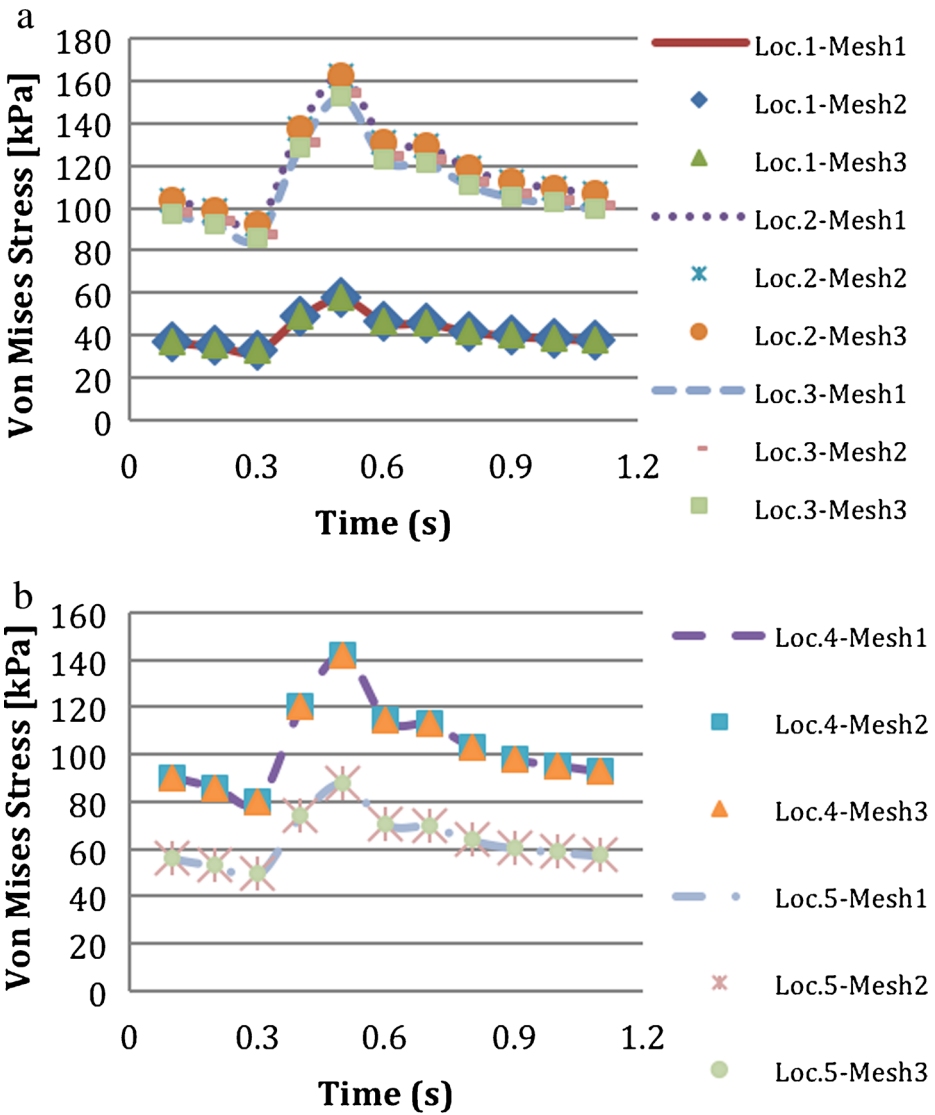 a
Von Mises Stress [kPa]
180
160
140
120
100
80
60
40
20
0
0 0.3 0.6 0.9 1.2
Time (s)
Loc.1-Mesh1
Loc.1-Mesh2
Loc.1-Mesh3
Loc.2-Mesh1
Loc.2-Mesh2
Loc.2-Mesh3
Loc.3-Mesh1
Loc.3-Mesh2
Loc.3-Mesh3
b
Von Mises Stress [kPa]
160
140
120
100
80
60
40
20
0
0 0.3 0.6 0.9 1.2
Time (s)
Loc.4-Mesh1
Loc.4-Mesh2
Loc.4-Mesh3
Loc.5-Mesh1
Loc.5-Mesh2
Loc.5-Mesh3